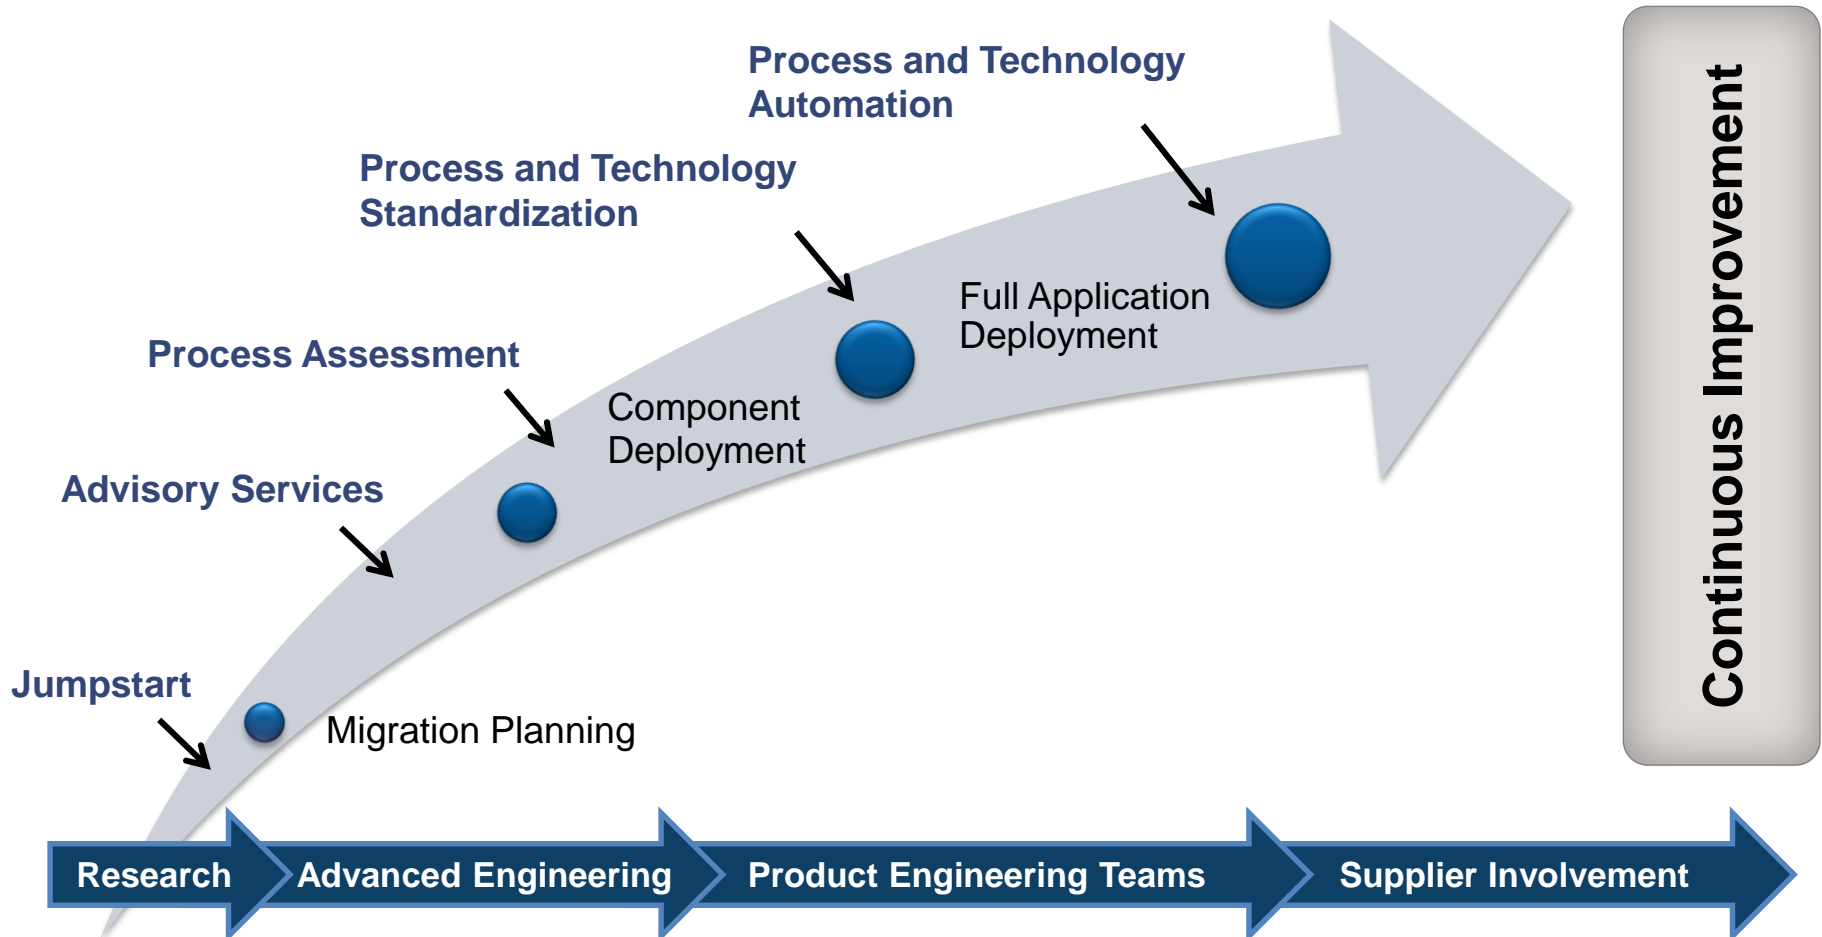 Process and Technology
Automation
Process and Technology
Standardization
Full Application
Deployment
Process Assessment
Component
Deployment
Advisory Services
Jumpstart
Migration Planning
Continuous Improvement
Research
Advanced Engineering
Product Engineering Teams
Supplier Involvement